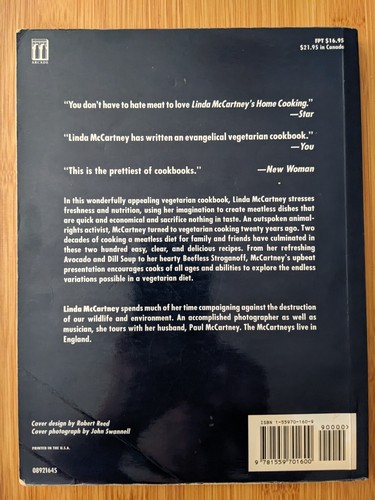 ff
ARCADE
FPT $16.95
$21.95 in Canada
“You don't have to hate meat to love Linda McCartney's Home Cooking.”
—Star
“Linda McCartney has written an evangelical vegetarian cookbook.”
—You
“This is the prettiest of cookbooks.” —New Woman
In this wonderfully appealing vegetarian cookbook, Linda McCartney stresses
freshness and nutrition, using her imagination to create meatless dishes that
are quick and economical and sacrifice nothing in taste. An outspoken animal-
rights activist, McCartney turned to vegetarian cooking twenty years ago. Two
decades of cooking a meatless diet for family and friends have culminated in
these two hundred easy, clear, and delicious recipes. From her refreshing
Avocado and Dill Soup to her hearty Beefless Stroganoff, McCartney's upbeat
presentation encourages cooks of all ages and abilities to explore the endless
variations possible in a vegetarian diet.
Linda McCartney spends much of her time campaigning against the destruction
of our wildlife and environment. An accomplished photographer as well as
musician, she tours with her husband, Paul McCartney. The McCartneys live in
England.
Cover design by Robert Reed
Cover photograph by John Swannell
PRINTED IN THE U.S.A.
08921645
ISBN 1-55970-160-9
90000>
9 781559 701600